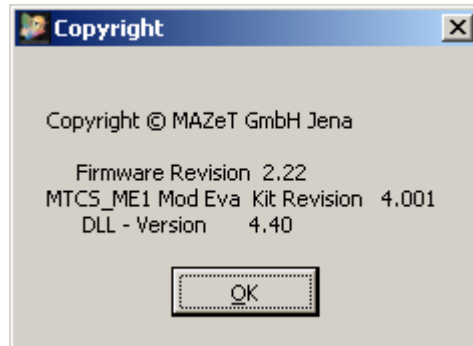 Copyright
Copyright © MAZeT GmbH Jena
Firmware Revision 2.22
MTCS_ME1 Mod Eva Kit Revision 4.001
DLL - Version 4.40
OK